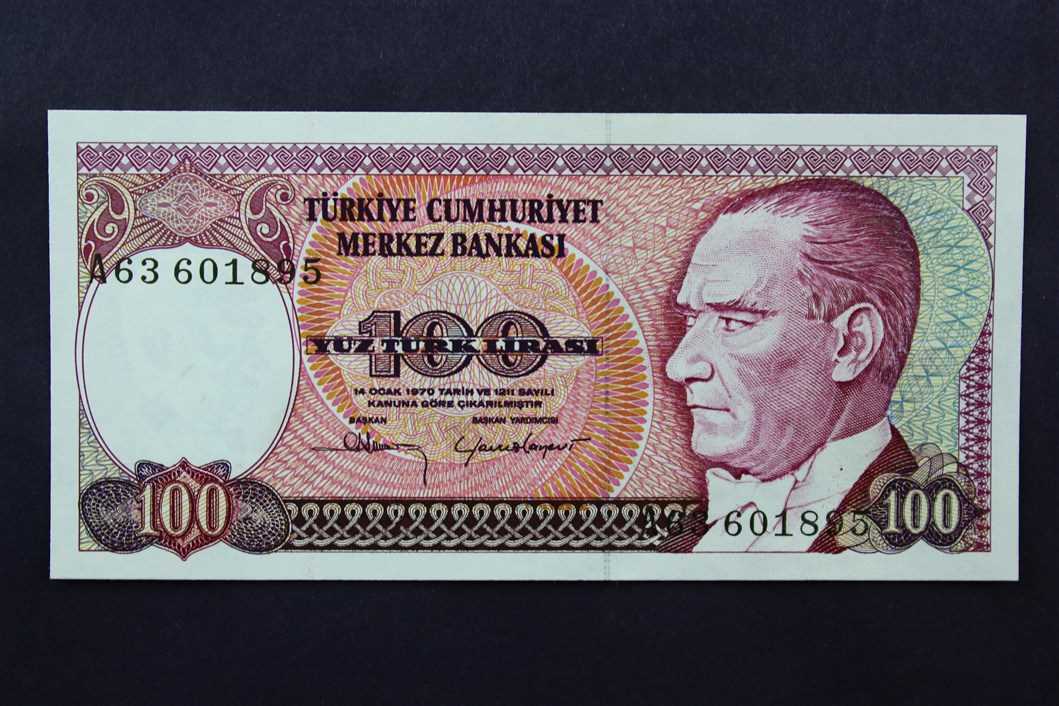 TÜRKİYE CUMHURİYET
MERKEZ BANKASI
A63 601895
100
YÜZ TÜRK LİRASI
14 OCAK 1970 TARİH VE 1211 SAYILI
KANUNA GÖRE ÇIKARILMIŞTIR
BAŞKAN BAŞKAN YARDIMCISI
100
A63 601895
100